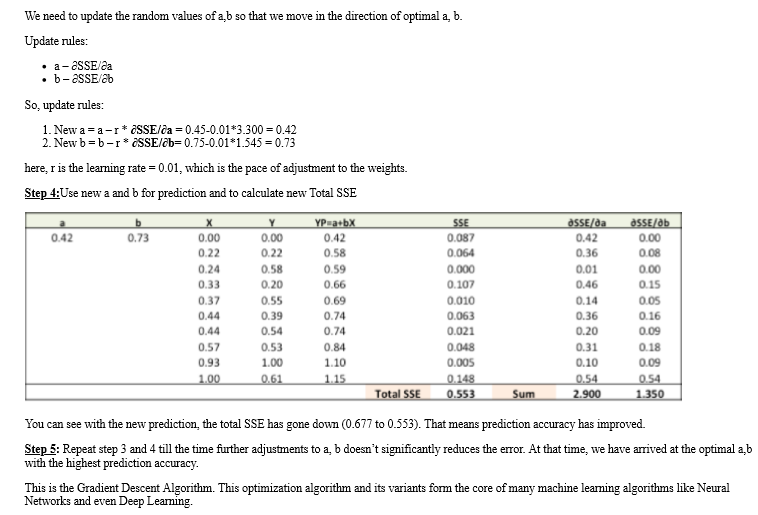 We need to update the random values of a,b so that we move in the direction of optimal a, b.
Update rules:
• a – ∂SSE/∂a
• b – ∂SSE/∂b
So, update rules:
1. New a = a – r * ∂SSE/∂a = 0.45-0.01*3.300 = 0.42
2. New b = b – r * ∂SSE/∂b= 0.75-0.01*1.545 = 0.73
here, r is the learning rate = 0.01, which is the pace of adjustment to the weights.
Step 4:Use new a and b for prediction and to calculate new Total SSE
a b X Y YP=a+bX SSE ∂SSE/∂a ∂SSE/∂b
0.42 0.73 0.00 0.00 0.42 0.087 0.42 0.00
0.22 0.22 0.58 0.064 0.36 0.08
0.24 0.58 0.59 0.000 0.01 0.00
0.33 0.20 0.66 0.107 0.46 0.15
0.37 0.55 0.69 0.010 0.14 0.05
0.44 0.39 0.74 0.063 0.36 0.16
0.44 0.54 0.74 0.021 0.20 0.09
0.57 0.53 0.84 0.048 0.31 0.18
0.93 1.00 1.10 0.005 0.10 0.09
1.00 0.61 1.15 0.148 0.54 0.54
Total SSE 0.553 Sum 2.900 1.350
You can see with the new prediction, the total SSE has gone down (0.677 to 0.553). That means prediction accuracy has improved.
Step 5: Repeat step 3 and 4 till the time further adjustments to a, b doesn't significantly reduces the error. At that time, we have arrived at the optimal a,b
with the highest prediction accuracy.
This is the Gradient Descent Algorithm. This optimization algorithm and its variants form the core of many machine learning algorithms like Neural
Networks and even Deep Learning.